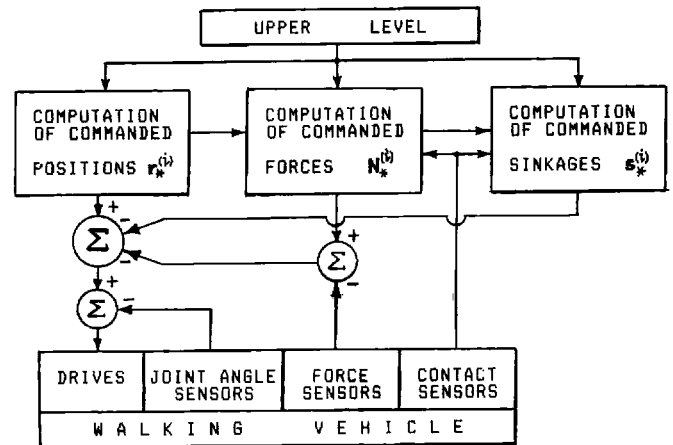 UPPER LEVEL
COMPUTATION
OF COMMANDED
POSITIONS r*^(i)
COMPUTATION
OF COMMANDED
FORCES N*^(i)
COMPUTATION
OF COMMANDED
SINKAGES s*^(i)
+
-
Σ
-
+
Σ
-
+
Σ
-
DRIVES
JOINT ANGLE
SENSORS
FORCE
SENSORS
CONTACT
SENSORS
WALKING VEHICLE